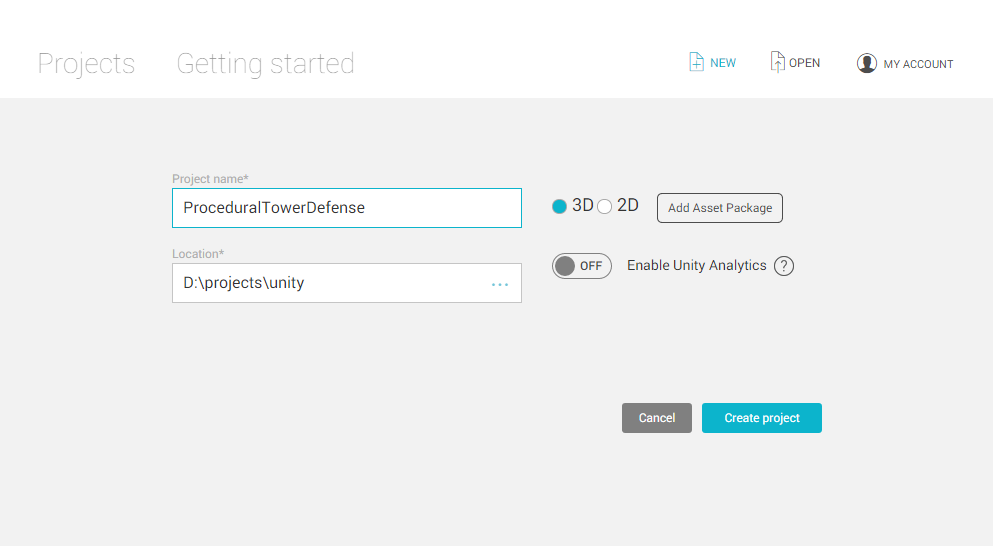 Projects Getting started NEW OPEN MY ACCOUNT
Project name*
ProceduralTowerDefense
3D 2D Add Asset Package
Location*
D:\projects\unity ...
OFF Enable Unity Analytics ?
Cancel Create project